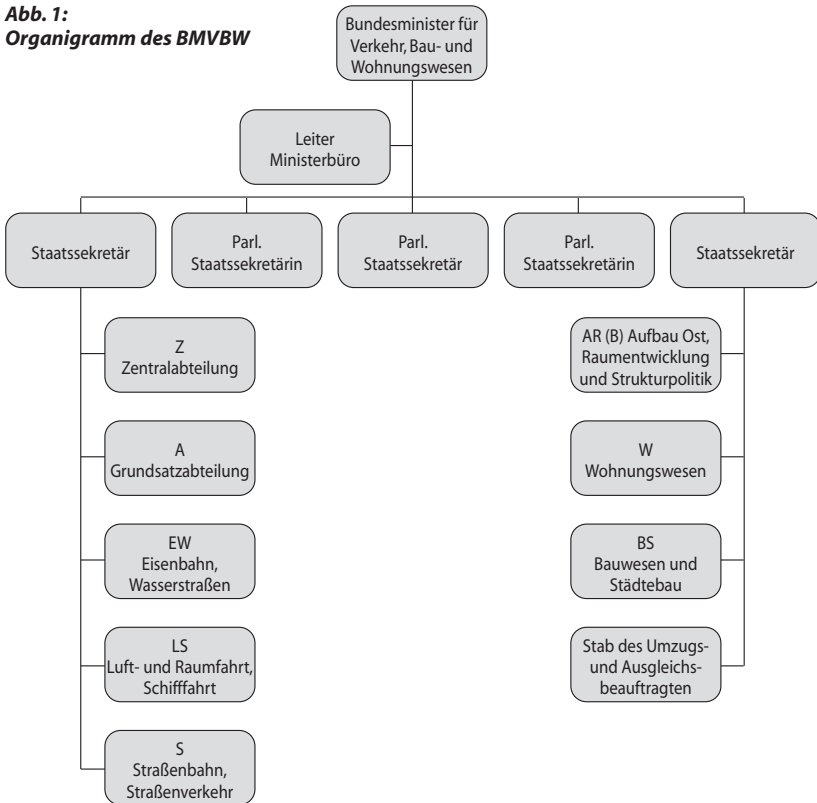 Abb. 1:
Organigramm des BMVBW
Bundesminister für
Verkehr, Bau- und
Wohnungswesen
Leiter
Ministerbüro
Staatssekretär
Parl.
Staatssekretärin
Parl.
Staatssekretär
Parl.
Staatssekretärin
Staatssekretär
Z
Zentralabteilung
A
Grundsatzabteilung
EW
Eisenbahn,
Wasserstraßen
LS
Luft- und Raumfahrt,
Schifffahrt
S
Straßenbahn,
Straßenverkehr
AR (B) Aufbau Ost,
Raumentwicklung
und Strukturpolitik
W
Wohnungswesen
BS
Bauwesen und
Städtebau
Stab des Umzugs-
und Ausgleichs-
beauftragten